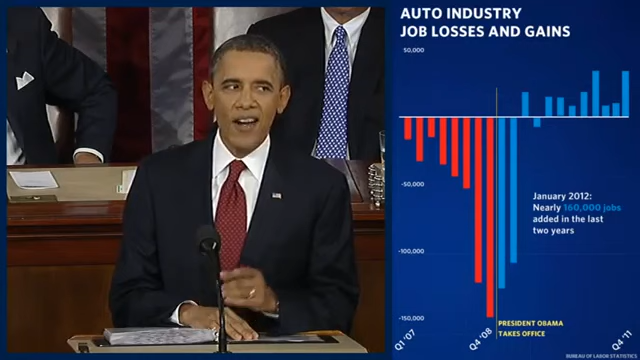 AUTO INDUSTRY
JOB LOSSES AND GAINS
50,000
-50,000
-100,000
-150,000
January 2012:
Nearly 160,000 jobs
added in the last
two years
PRESIDENT OBAMA
TAKES OFFICE
Q1 '07
Q4 '08
Q4 '11
BUREAU OF LABOR STATISTICS